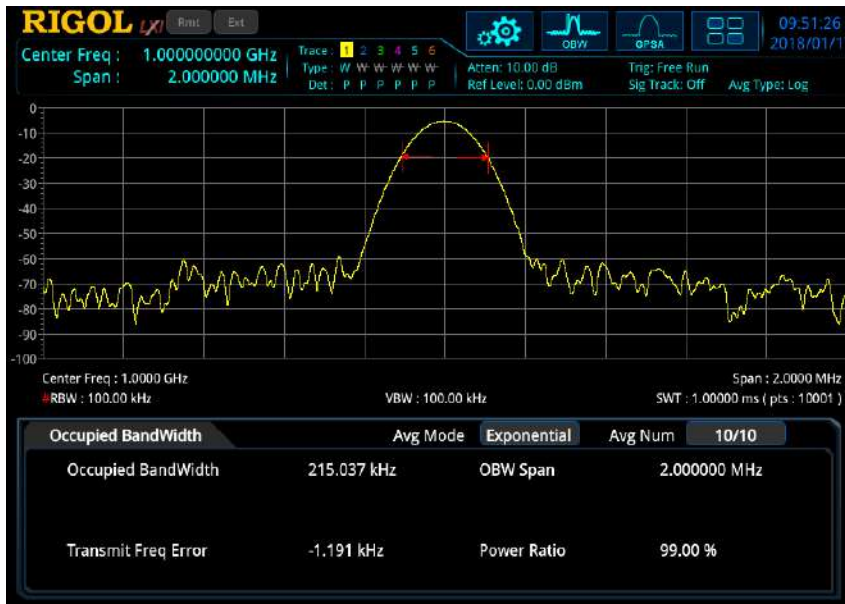 RIGOL LXI Rmt Ext 09:51:26
OBW OPSA 2018/01/1
Center Freq : 1.000000000 GHz Trace : 1 2 3 4 5 6
Span : 2.000000 MHz Type : W W W W W W Atten: 10.00 dB Trig: Free Run
Det : P P P P P P Ref Level: 0.00 dBm Sig Track: Off Avg Type: Log
0
-10
-20
-30
-40
-50
-60
-70
-80
-90
-100
Center Freq : 1.0000 GHz Span : 2.0000 MHz
#RBW : 100.00 kHz VBW : 100.00 kHz SWT : 1.00000 ms ( pts : 10001 )
Occupied BandWidth Avg Mode Exponential Avg Num 10/10
Occupied BandWidth 215.037 kHz OBW Span 2.000000 MHz
Transmit Freq Error -1.191 kHz Power Ratio 99.00 %